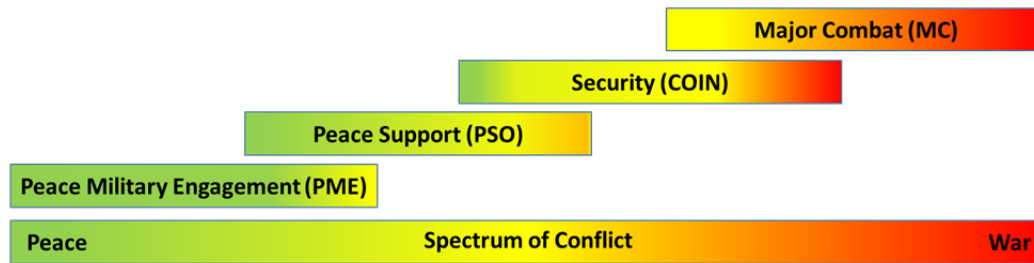 Major Combat (MC)
Security (COIN)
Peace Support (PSO)
Peace Military Engagement (PME)
Peace Spectrum of Conflict War